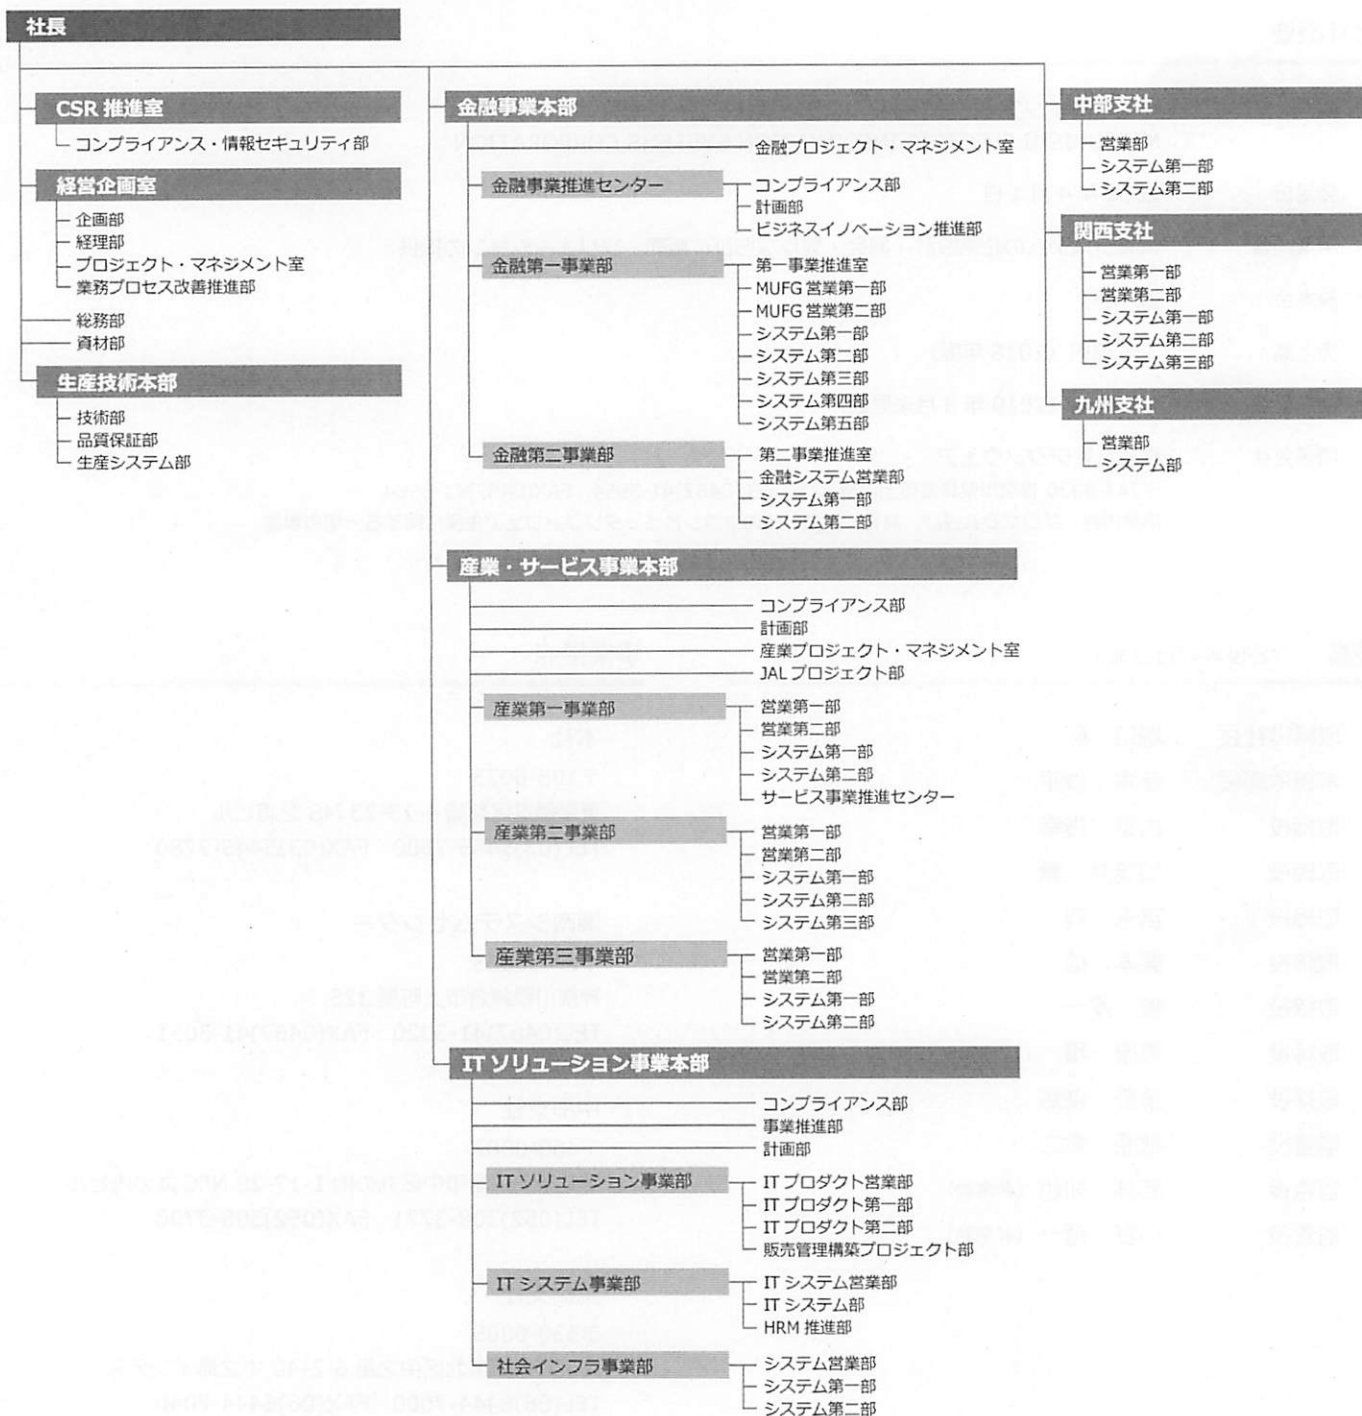 社長
CSR 推進室
コンプライアンス・情報セキュリティ部
経営企画室
企画部
経理部
プロジェクト・マネジメント室
業務プロセス改善推進部
総務部
資材部
生産技術本部
技術部
品質保証部
生産システム部
金融事業本部
金融プロジェクト・マネジメント室
金融事業推進センター
コンプライアンス部
計画部
ビジネスイノベーション推進部
金融第一事業部
第一事業推進室
MUFG 営業第一部
MUFG 営業第二部
システム第一部
システム第二部
システム第三部
システム第四部
システム第五部
金融第二事業部
第二事業推進室
金融システム営業部
システム第一部
システム第二部
産業・サービス事業本部
コンプライアンス部
計画部
産業プロジェクト・マネジメント室
JAL プロジェクト部
産業第一事業部
営業第一部
営業第二部
システム第一部
システム第二部
サービス事業推進センター
産業第二事業部
営業第一部
営業第二部
システム第一部
システム第二部
システム第三部
産業第三事業部
営業第一部
営業第二部
システム第一部
システム第二部
IT ソリューション事業本部
コンプライアンス部
事業推進部
計画部
IT ソリューション事業部
IT プロダクト営業部
IT プロダクト第一部
IT プロダクト第二部
販売管理構築プロジェクト部
IT システム事業部
IT システム営業部
IT システム部
HRM 推進部
社会インフラ事業部
システム営業部
システム第一部
システム第二部
中部支社
営業部
システム第一部
システム第二部
関西支社
営業第一部
営業第二部
システム第一部
システム第二部
システム第三部
九州支社
営業部
システム部